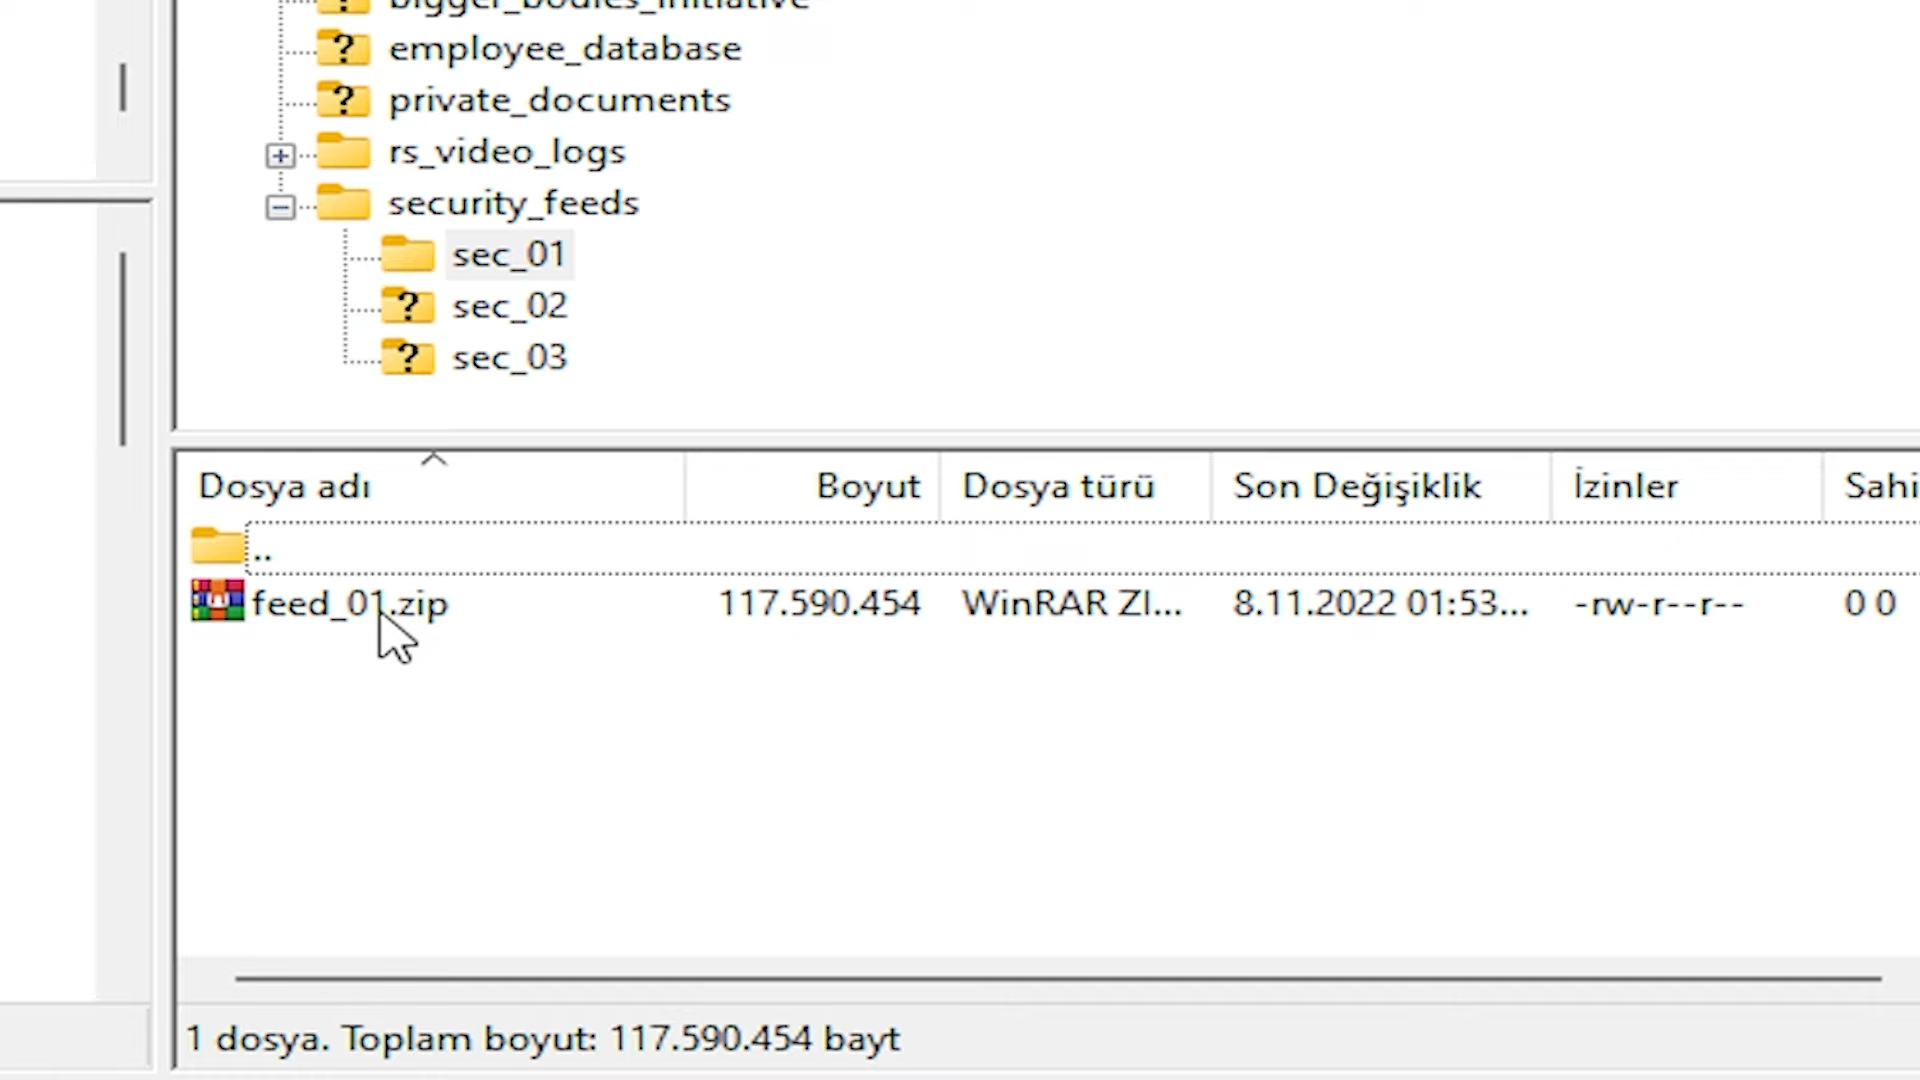 bigger_bodies_initiative
employee_database
private_documents
rs_video_logs
security_feeds
sec_01
sec_02
sec_03
Dosya adı Boyut Dosya türü Son Değişiklik İzinler Sahi
..
feed_01.zip 117.590.454 WinRAR ZI... 8.11.2022 01:53... -rw-r--r-- 0 0
1 dosya. Toplam boyut: 117.590.454 bayt